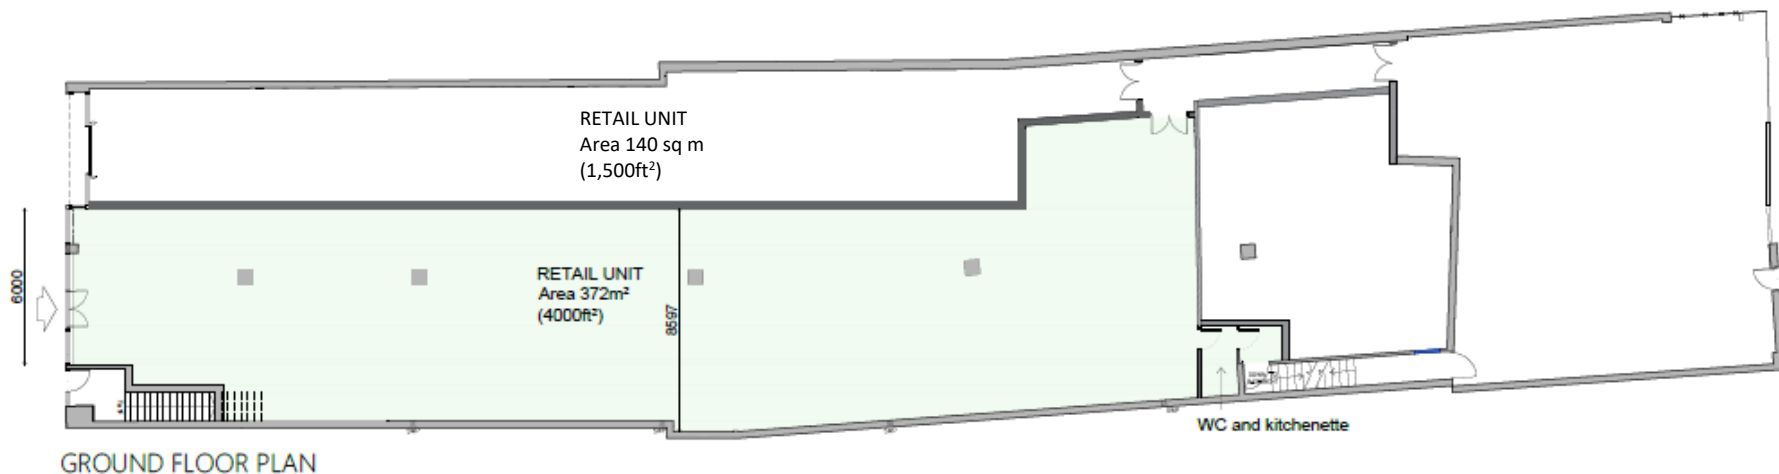 RETAIL UNIT
Area 140 sq m
(1,500ft²)
6000
RETAIL UNIT
Area 372m²
(4000ft²)
8597
WC and kitchenette
GROUND FLOOR PLAN